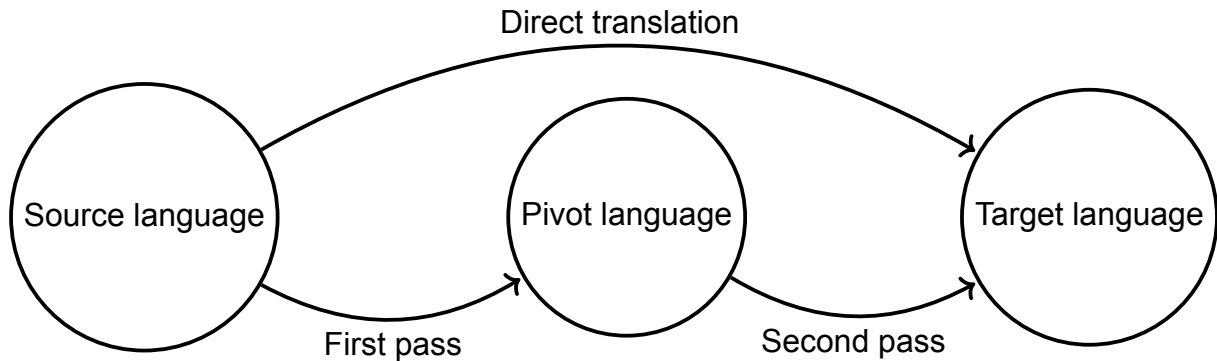 Direct translation
Source language
Pivot language
Target language
First pass
Second pass